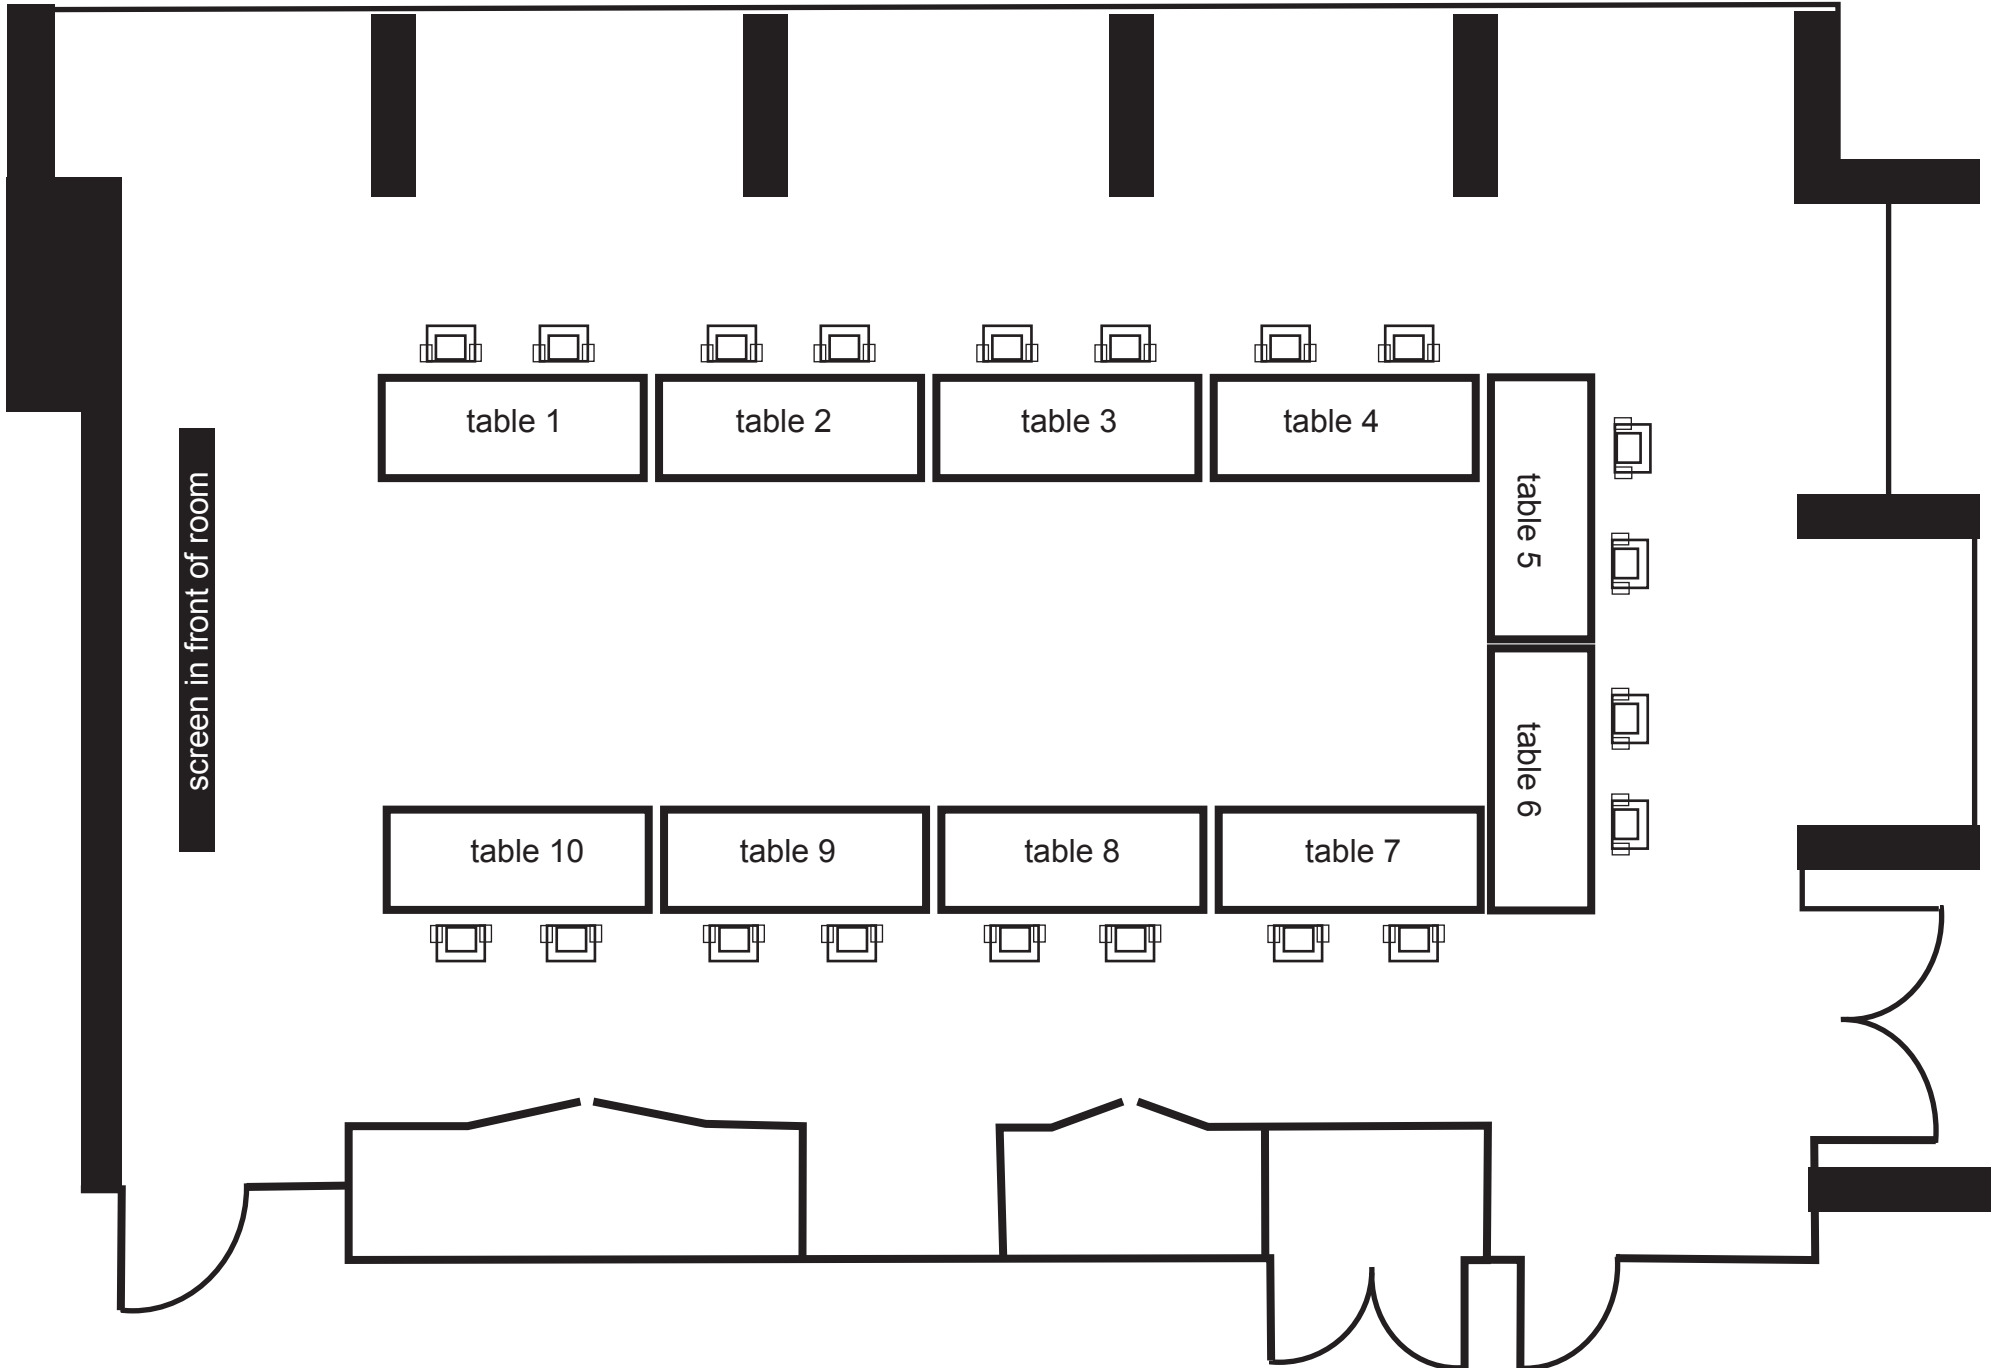 table 1
table 2
table 3
table 4
table 5
screen in front of room
table 6
table 10
table 9
table 8
table 7